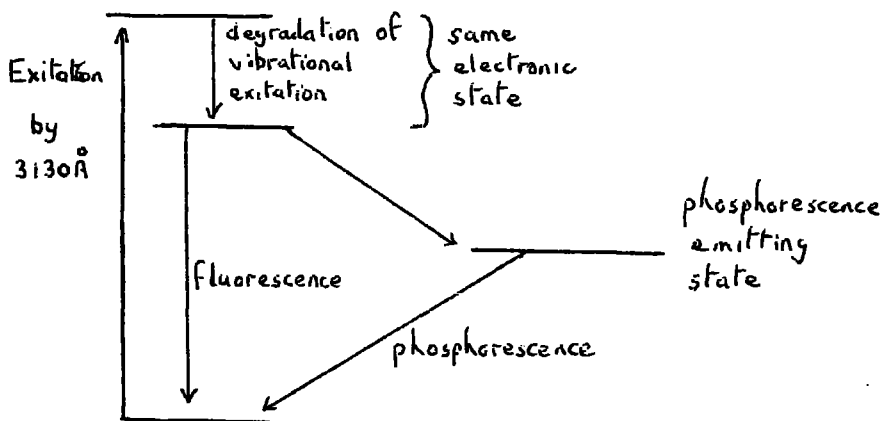 Exitation
by
3130Å
degradation of
vibrational
exitation
same
electronic
state
fluorescence
phosphorescence
phosphorescence
emitting
state